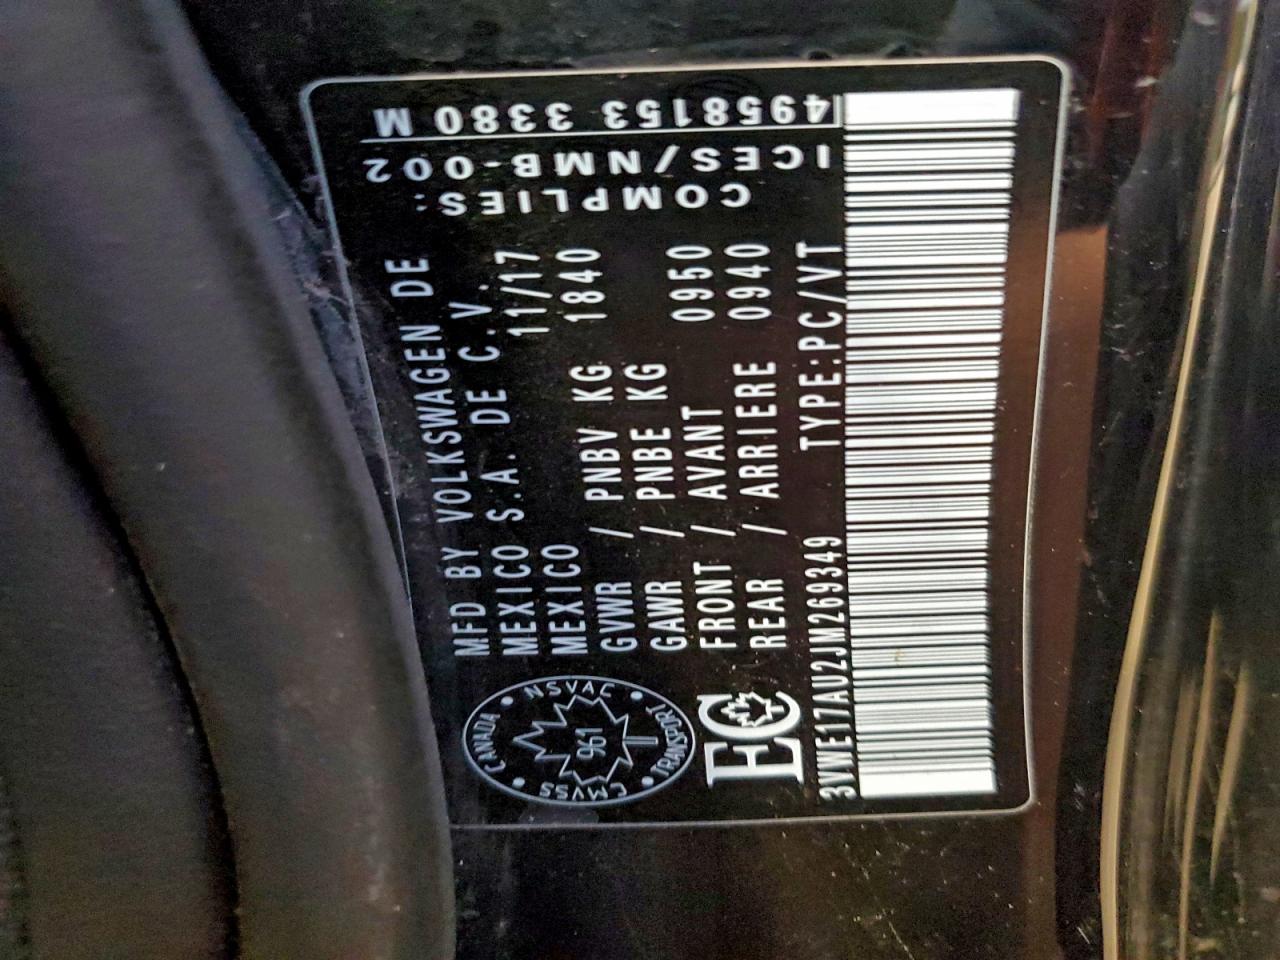 MFD BY VOLKSWAGEN DE
MEXICO S.A. DE C.V.
MEXICO 11/17
GVWR / PNBV KG 1840
GAWR / PNBE KG
FRONT / AVANT 0950
REAR / ARRIERE 0940
TYPE:PC/VT
3VWE17AU2JM269349
CANADA • NSVAC • TRANSPORT • CMVSS •
961
EC
COMPLIES:
ICES/NMB-002
4958153 3380 M